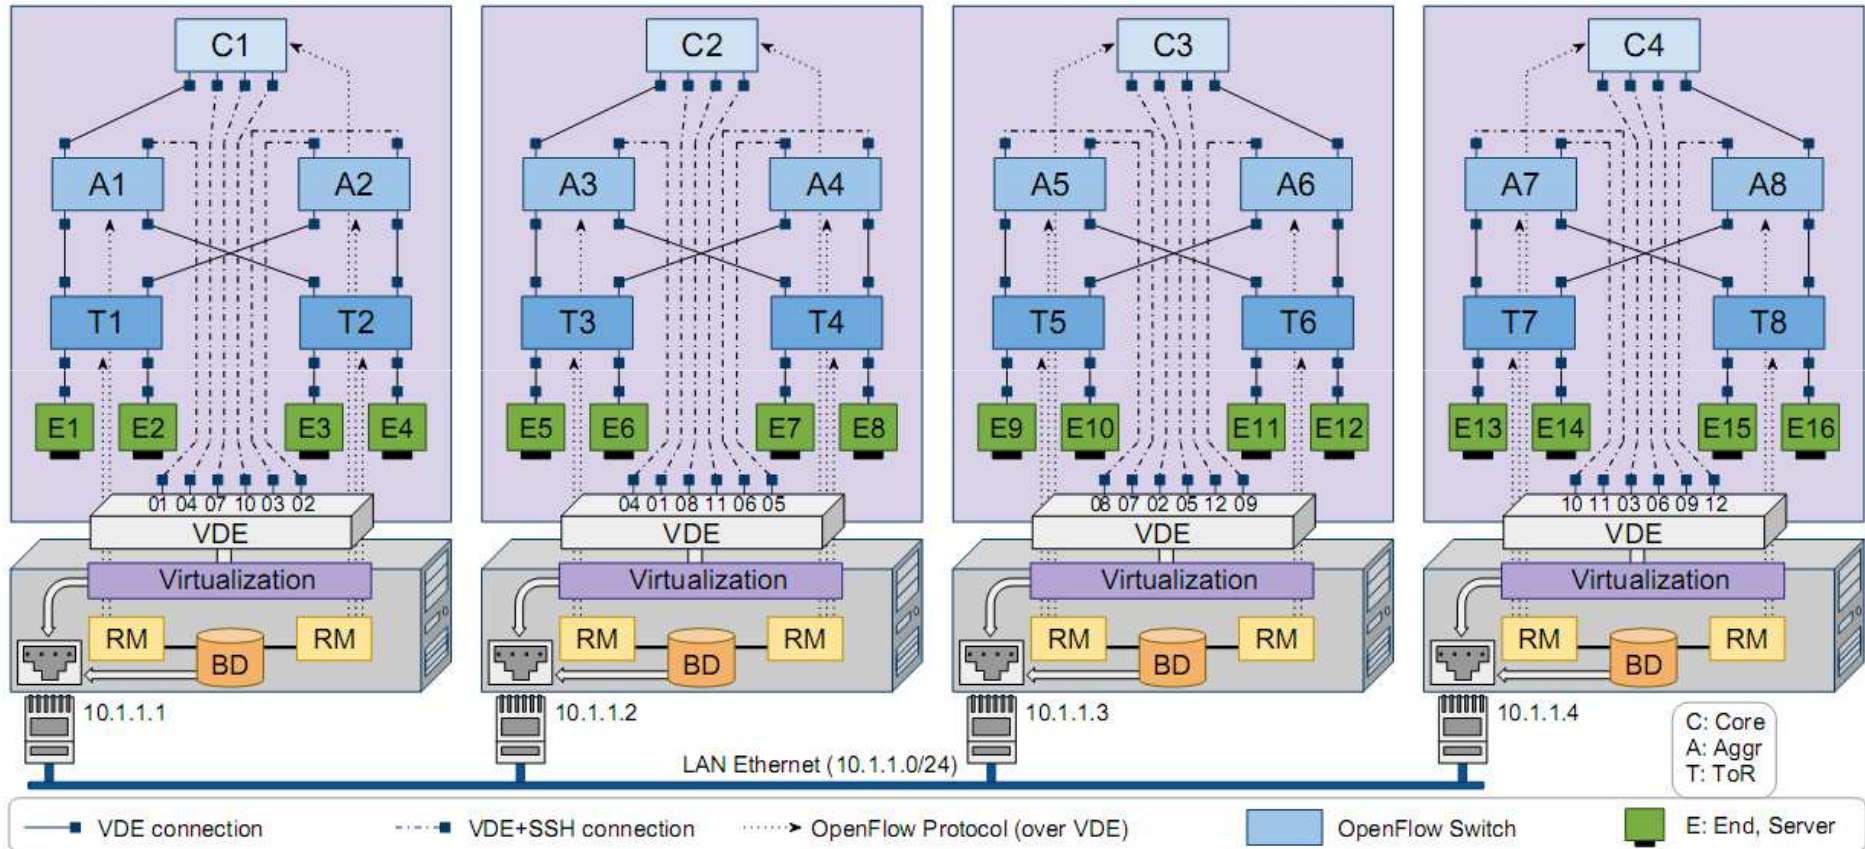 C1 C2 C3 C4
A1 A2 A3 A4 A5 A6 A7 A8
T1 T2 T3 T4 T5 T6 T7 T8
E1 E2 E3 E4 E5 E6 E7 E8 E9 E10 E11 E12 E13 E14 E15 E16
01 04 07 10 03 02 04 01 08 11 06 05 08 07 02 05 12 09 10 11 03 06 09 12
VDE VDE VDE VDE
Virtualization Virtualization Virtualization Virtualization
RM RM RM RM RM RM RM RM
BD BD BD BD
10.1.1.1 10.1.1.2 10.1.1.3 10.1.1.4
C: Core
A: Aggr
T: ToR
LAN Ethernet (10.1.1.0/24)
VDE connection VDE+SSH connection OpenFlow Protocol (over VDE) OpenFlow Switch E: End, Server